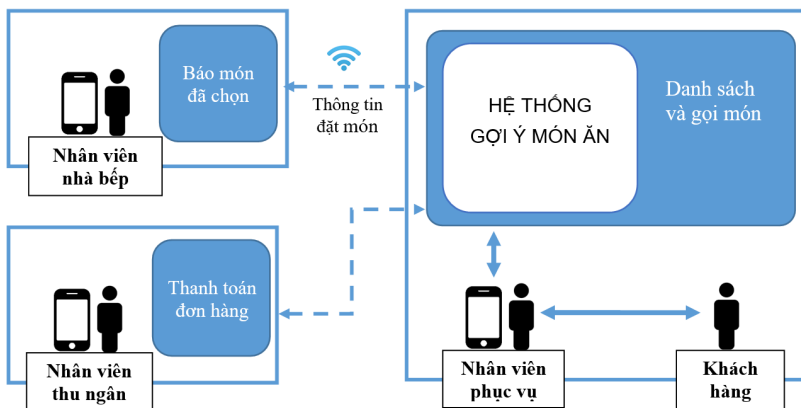 Báo món
đã chọn
Nhân viên
nhà bếp
Thông tin
đặt món
HỆ THỐNG
GỢI Ý MÓN ĂN
Danh sách
và gọi món
Thanh toán
đơn hàng
Nhân viên
thu ngân
Nhân viên
phục vụ
Khách
hàng